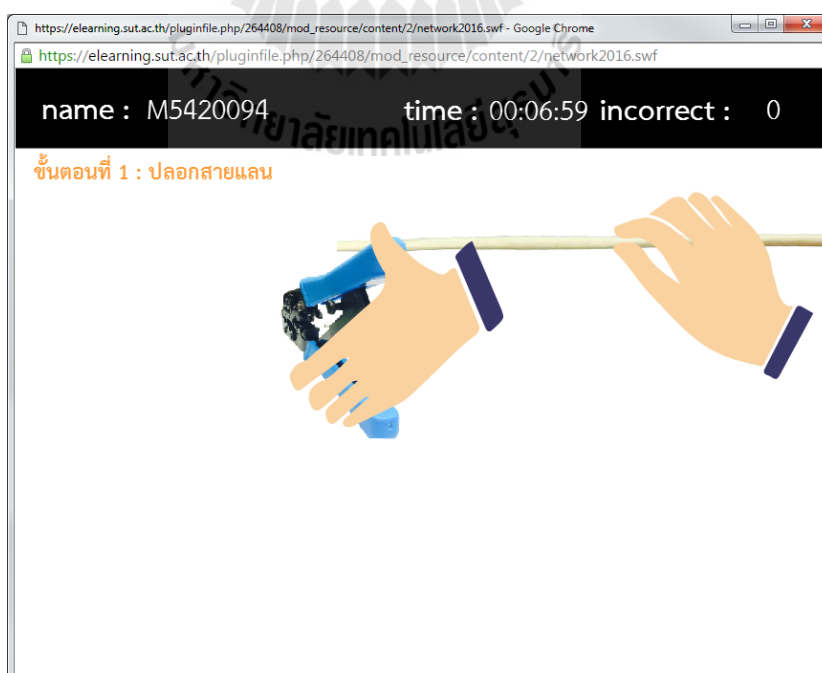 https://elearning.sut.ac.th/pluginfile.php/264408/mod_resource/content/2/network2016.swf - Google Chrome
https://elearning.sut.ac.th/pluginfile.php/264408/mod_resource/content/2/network2016.swf
name : M5420094 time : 00:06:59 incorrect : 0
ขั้นตอนที่ 1 : ปลอกสายแลน